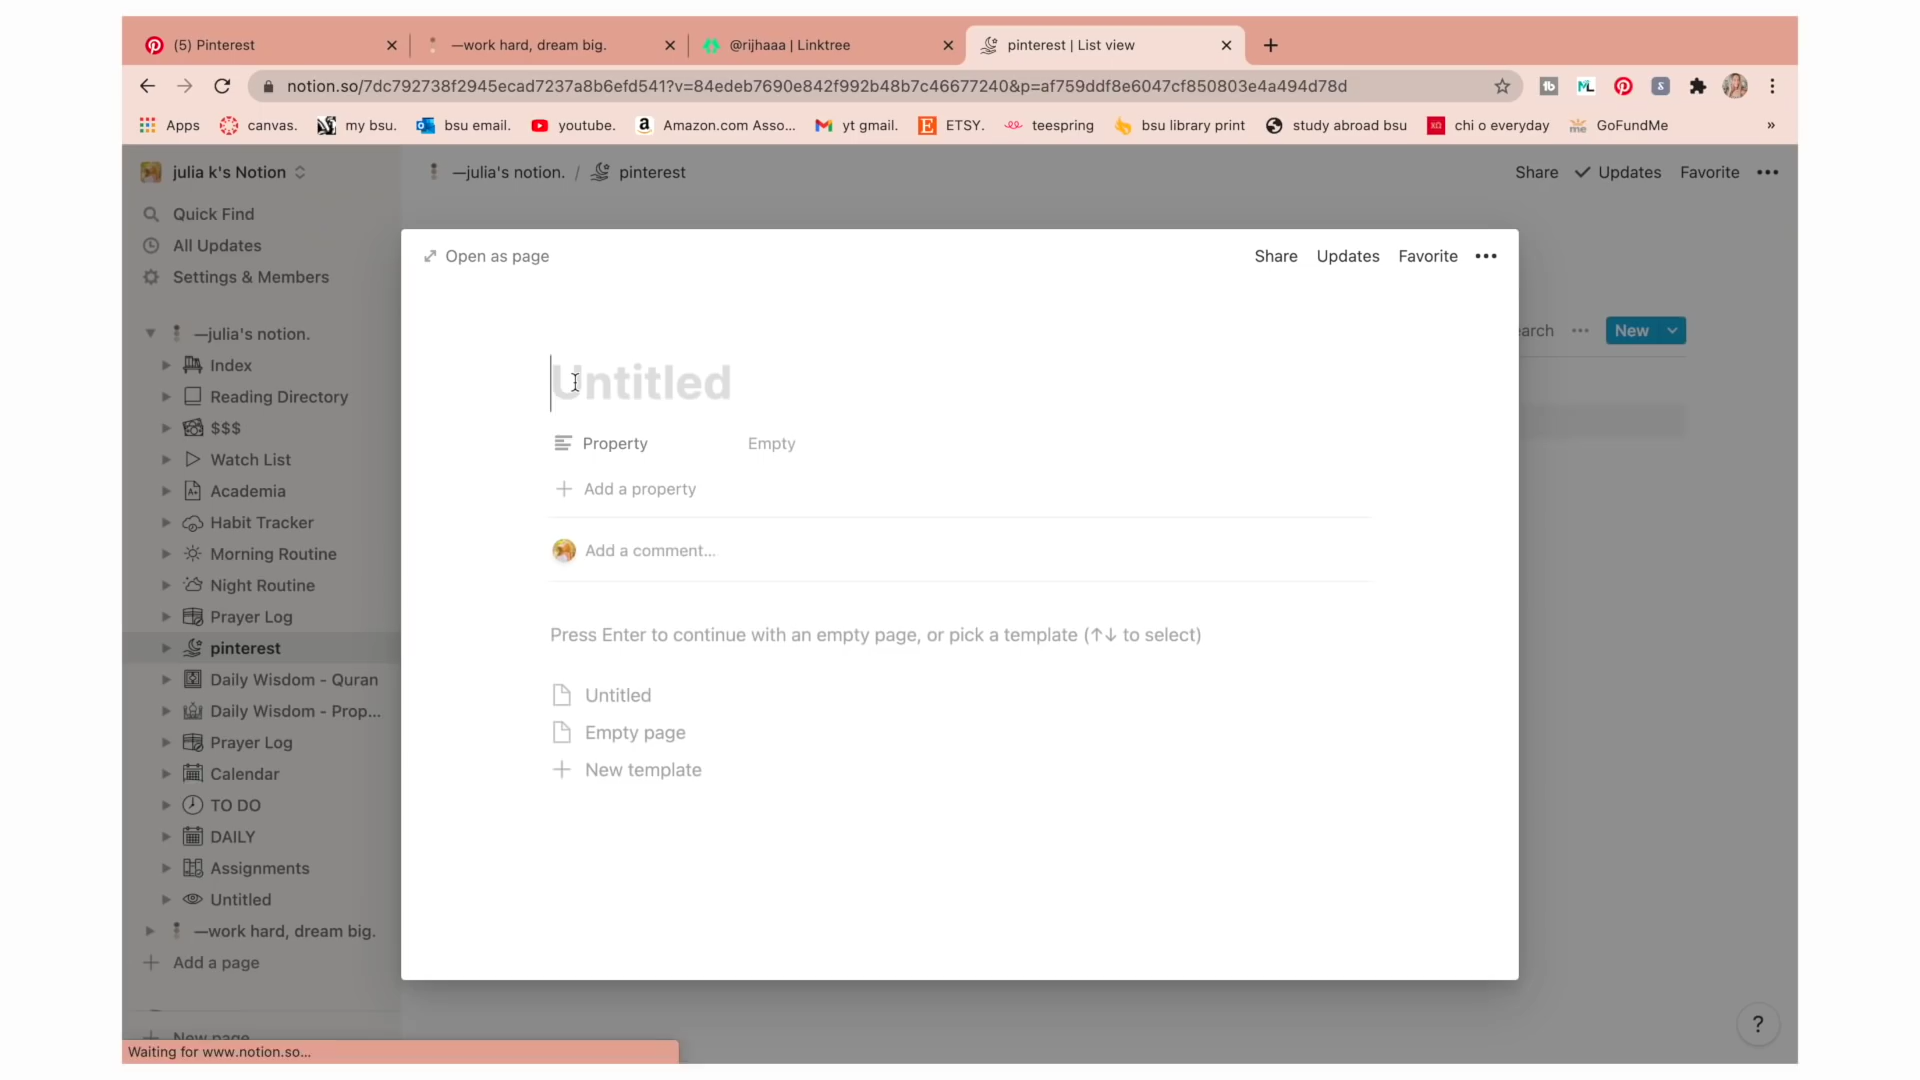 (5) Pinterest
—work hard, dream big.
@rijhaaa | Linktree
pinterest | List view
notion.so/7dc792738f2945ecad7237a8b6efd541?v=84edeb7690e842f992b48b7c46677240&p=af759ddf8e6047cf850803e4a494d78d
Apps canvas. my bsu. bsu email. youtube. Amazon.com Asso... yt gmail. ETSY. teespring bsu library print study abroad bsu chi o everyday GoFundMe »
julia k's Notion
—julia's notion. / pinterest
Share Updates Favorite
Quick Find
All Updates
Settings & Members
—julia's notion.
Index
Reading Directory
$$$
Watch List
Academia
Habit Tracker
Morning Routine
Night Routine
Prayer Log
pinterest
Daily Wisdom - Quran
Daily Wisdom - Prop...
Prayer Log
Calendar
TO DO
DAILY
Assignments
Untitled
—work hard, dream big.
Add a page
New page
Waiting for www.notion.so...
Open as page
Share Updates Favorite
Untitled
Property Empty
Add a property
Add a comment...
Press Enter to continue with an empty page, or pick a template (↑↓ to select)
Untitled
Empty page
New template
earch
New
?